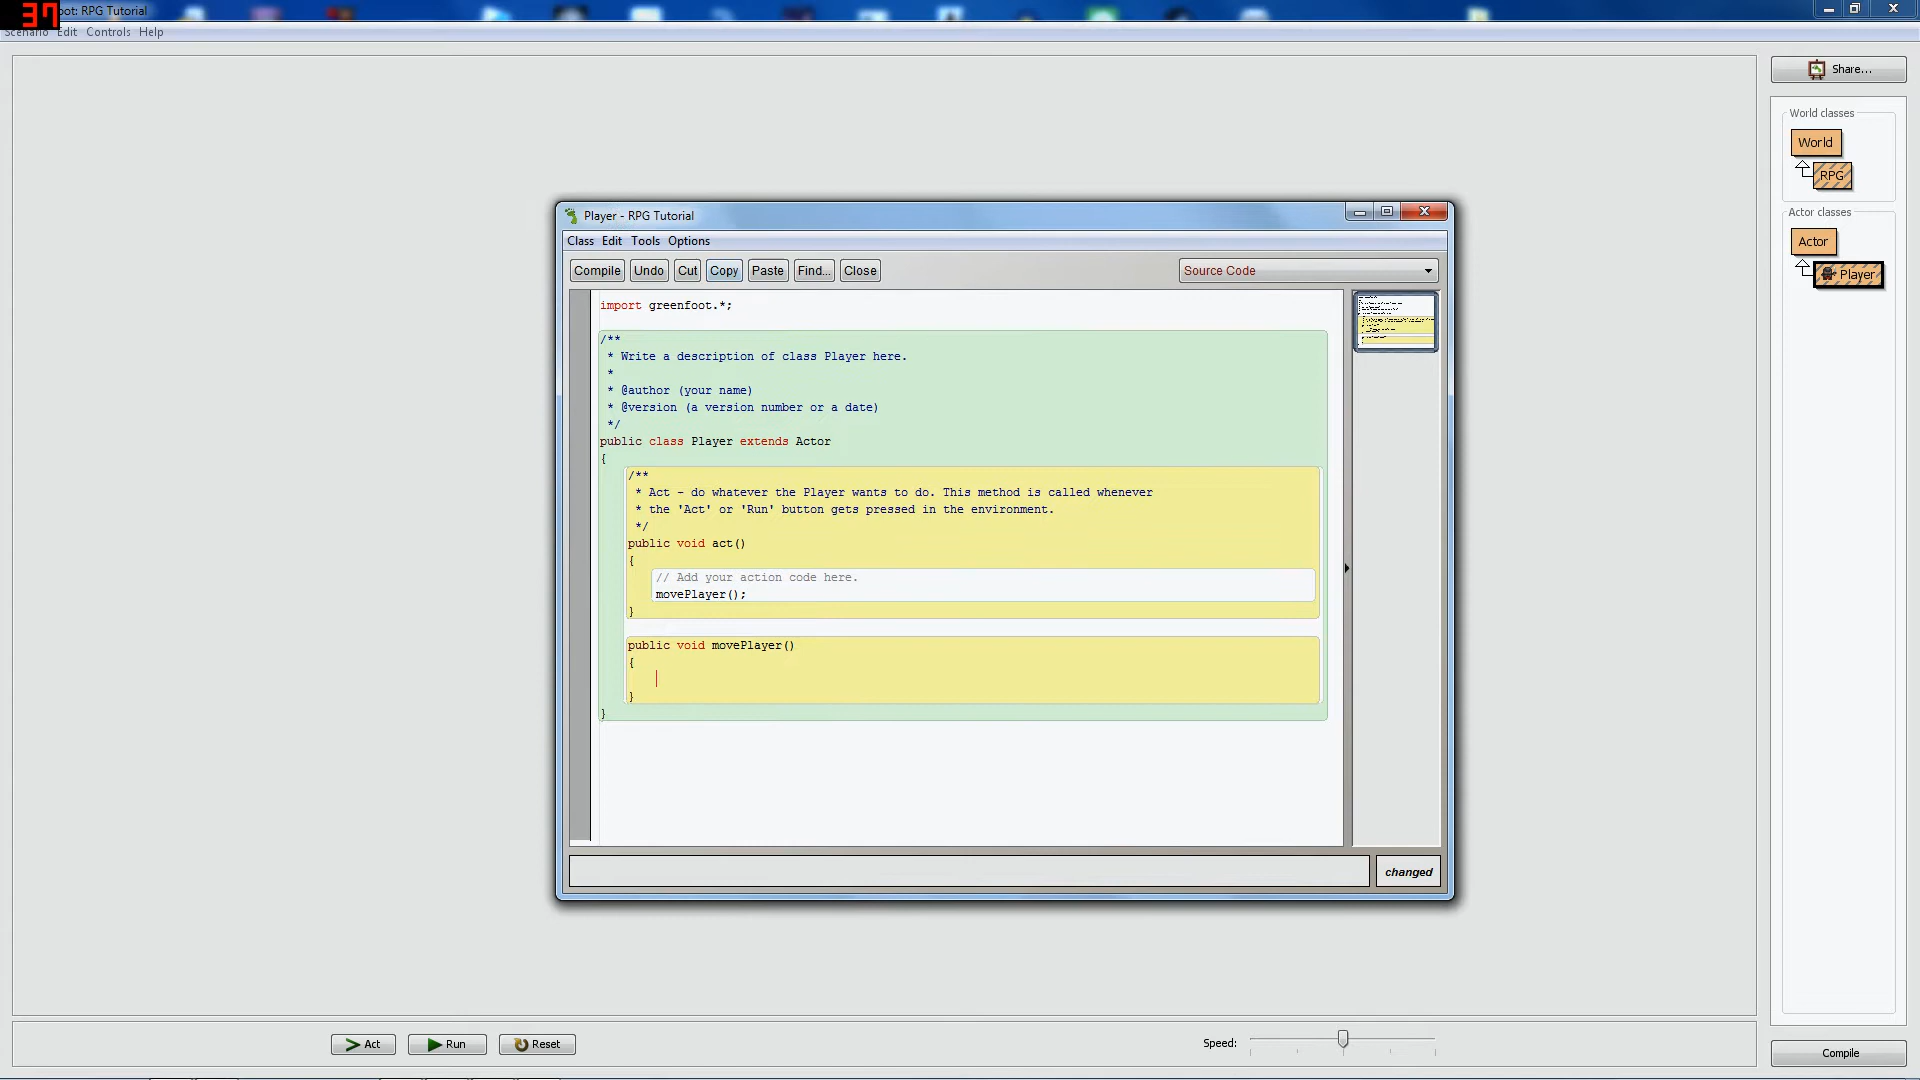 37
oot: RPG Tutorial
Scenario Edit Controls Help
Share...
World classes
World
RPG
Actor classes
Actor
Player
Player - RPG Tutorial
Class Edit Tools Options
Compile Undo Cut Copy Paste Find... Close
Source Code
import greenfoot.*;
/**
* Write a description of class Player here.
*
* @author (your name)
* @version (a version number or a date)
*/
public class Player extends Actor
{
/**
* Act - do whatever the Player wants to do. This method is called whenever
* the 'Act' or 'Run' button gets pressed in the environment.
*/
public void act()
{
// Add your action code here.
movePlayer();
}
public void movePlayer()
{
}
}
changed
Act
Run
Reset
Speed:
Compile